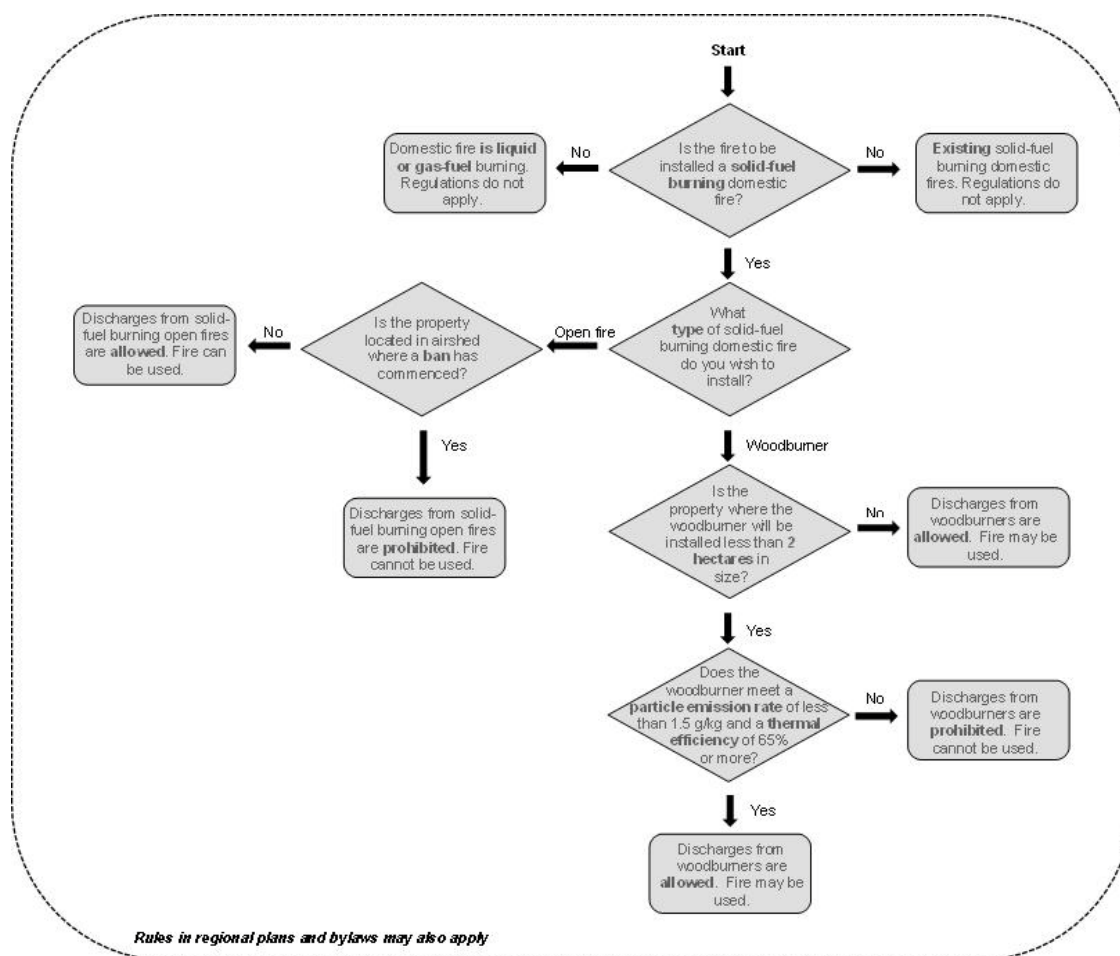 Start
Domestic fire is liquid
or gas-fuel burning.
Regulations do not
apply.
No
Is the fire to be
installed a solid-fuel
burning domestic
fire?
No
Existing solid-fuel
burning domestic
fires. Regulations do
not apply.
Yes
Discharges from solid-
fuel burning open fires
are allowed. Fire can
be used.
No
Is the property
located in airshed
where a ban has
commenced?
Open fire
What
type of solid-fuel
burning domestic fire
do you wish to
install?
Yes
Woodburner
Discharges from solid-
fuel burning open fires
are prohibited. Fire
cannot be used.
Is the
property where the
woodburner will be
installed less than 2
hectares in
size?
No
Discharges from
woodburners are
allowed. Fire may be
used.
Yes
Does the
woodburner meet a
particle emission rate of less
than 1.5 g/kg and a thermal
efficiency of 65%
or more?
No
Discharges from
woodburners are
prohibited. Fire
cannot be used.
Yes
Discharges from
woodburners are
allowed. Fire may be
used.
Rules in regional plans and bylaws may also apply